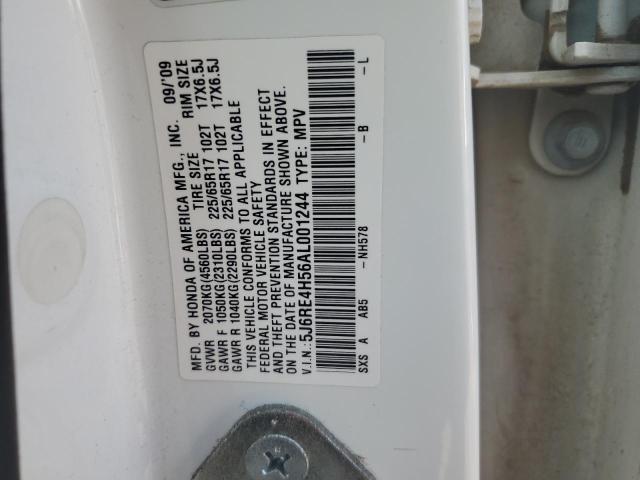 MFD. BY HONDA OF AMERICA MFG., INC. 09/'09
TIRE SIZE RIM SIZE
GVWR 2070KG(4560LBS)
GAWR F 1050KG(2310LBS) 225/65R17 102T 17X6.5J
GAWR R 1040KG(2290LBS) 225/65R17 102T 17X6.5J
THIS VEHICLE CONFORMS TO ALL APPLICABLE
FEDERAL MOTOR VEHICLE SAFETY
AND THEFT PREVENTION STANDARDS IN EFFECT
ON THE DATE OF MANUFACTURE SHOWN ABOVE.
V.I.N.: 5J6RE4H56AL001244 TYPE: MPV
SXS A AB5 -NH578 -B -L